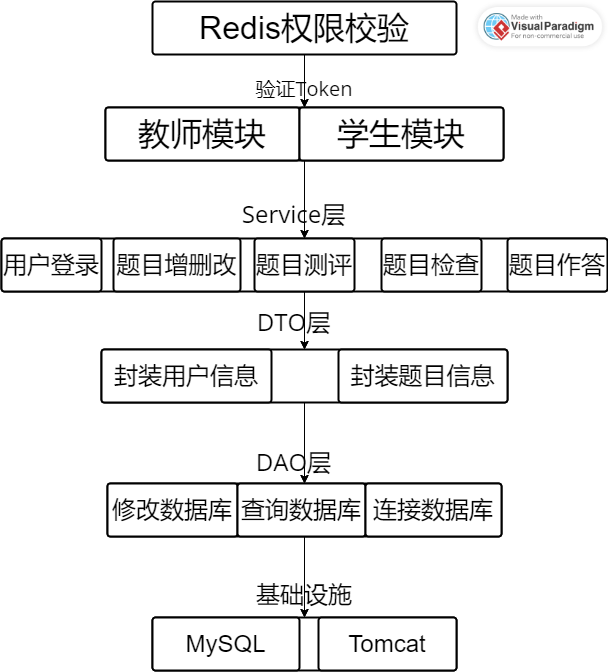 Redis权限校验
Made with
VisualParadigm
For non-commercial use
验证Token
教师模块 学生模块
Service层
用户登录 题目增删改 题目测评 题目检查 题目作答
DTO层
封装用户信息 封装题目信息
DAO层
修改数据库 查询数据库 连接数据库
基础设施
MySQL Tomcat